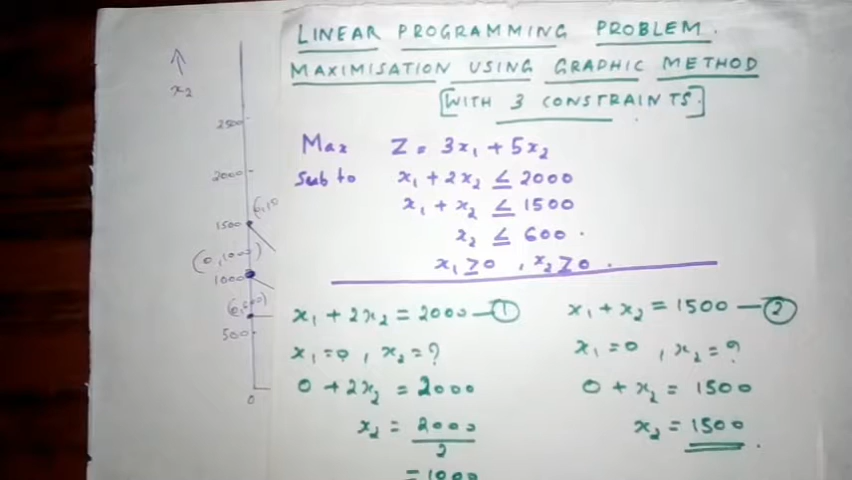 LINEAR PROGRAMMING PROBLEM.
MAXIMISATION USING GRAPHIC METHOD
[WITH 3 CONSTRAINTS].
Max Z = 3x₁ + 5x₂
Sub to x₁ + 2x₂ ≤ 2000
x₁ + x₂ ≤ 1500
x₂ ≤ 600.
x₁ ≥ 0, x₂ ≥ 0.
x₁ + 2x₂ = 2000 — ①
x₁ = 0, x₂ = ?
0 + 2x₂ = 2000
x₂ = 2000
2
= 1000
x₁ + x₂ = 1500 — ②
x₁ = 0, x₂ = ?
0 + x₂ = 1500
x₂ = 1500.
x₂
2500
2000
1500
(0, 1000)
1000
500
0